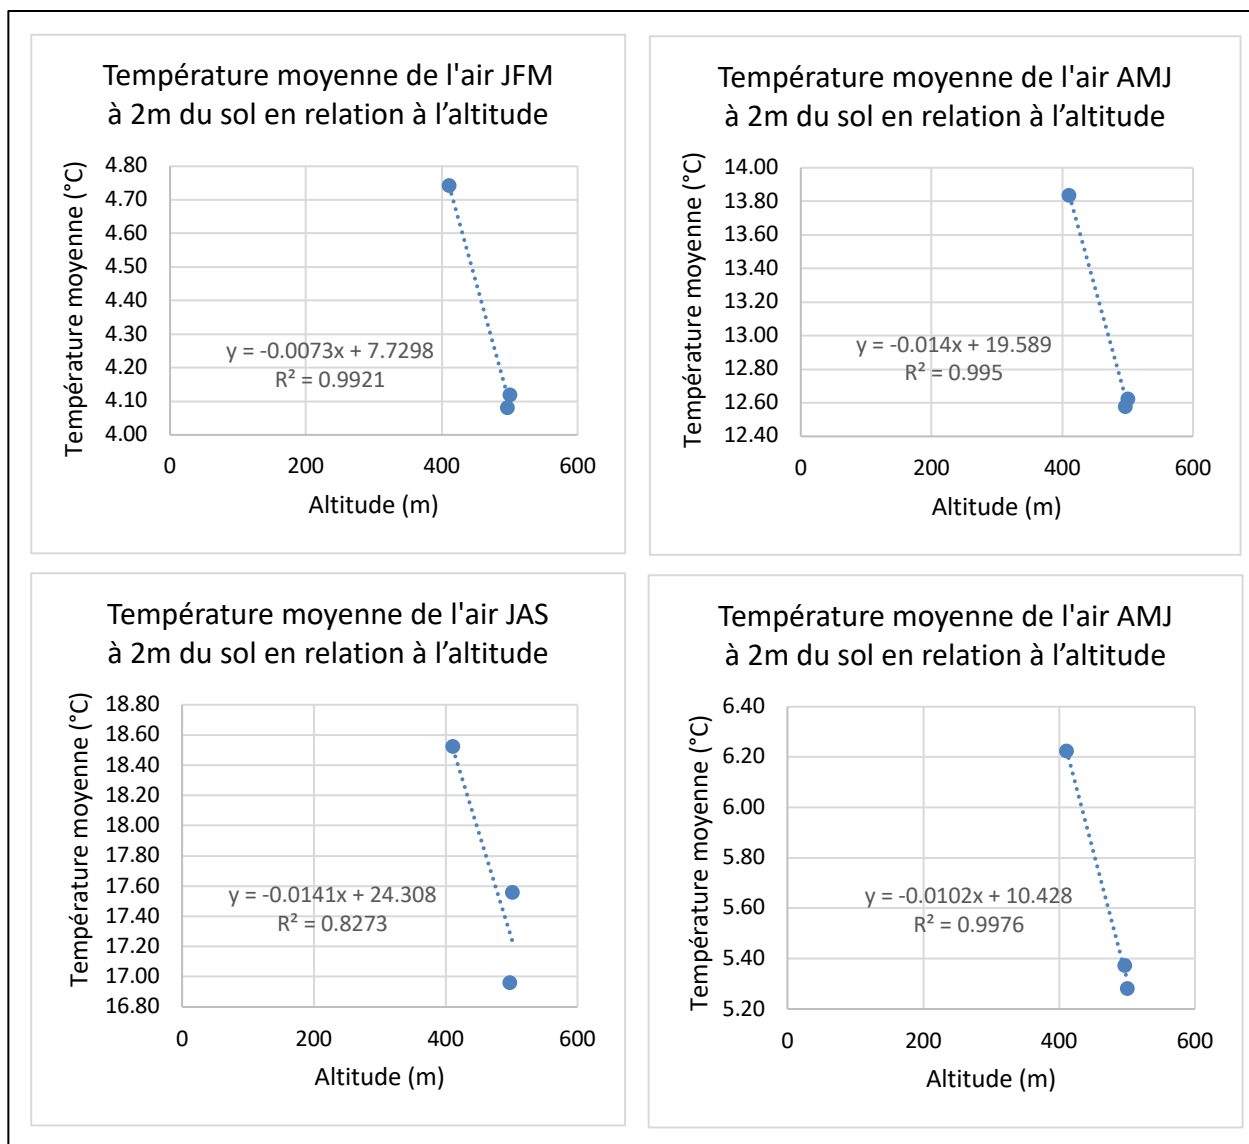 Température moyenne de l'air JFM
à 2m du sol en relation à l’altitude
Température moyenne (°C)
4.80
4.70
4.60
4.50
4.40
4.30
4.20
4.10
4.00
y = -0.0073x + 7.7298
R² = 0.9921
0
200
400
600
Altitude (m)
Température moyenne de l'air AMJ
à 2m du sol en relation à l’altitude
Température moyenne (°C)
14.00
13.80
13.60
13.40
13.20
13.00
12.80
12.60
12.40
y = -0.014x + 19.589
R² = 0.995
0
200
400
600
Altitude (m)
Température moyenne de l'air JAS
à 2m du sol en relation à l’altitude
Température moyenne (°C)
18.80
18.60
18.40
18.20
18.00
17.80
17.60
17.40
17.20
17.00
16.80
y = -0.0141x + 24.308
R² = 0.8273
0
200
400
600
Altitude (m)
Température moyenne de l'air AMJ
à 2m du sol en relation à l’altitude
Température moyenne (°C)
6.40
6.20
6.00
5.80
5.60
5.40
5.20
y = -0.0102x + 10.428
R² = 0.9976
0
200
400
600
Altitude (m)